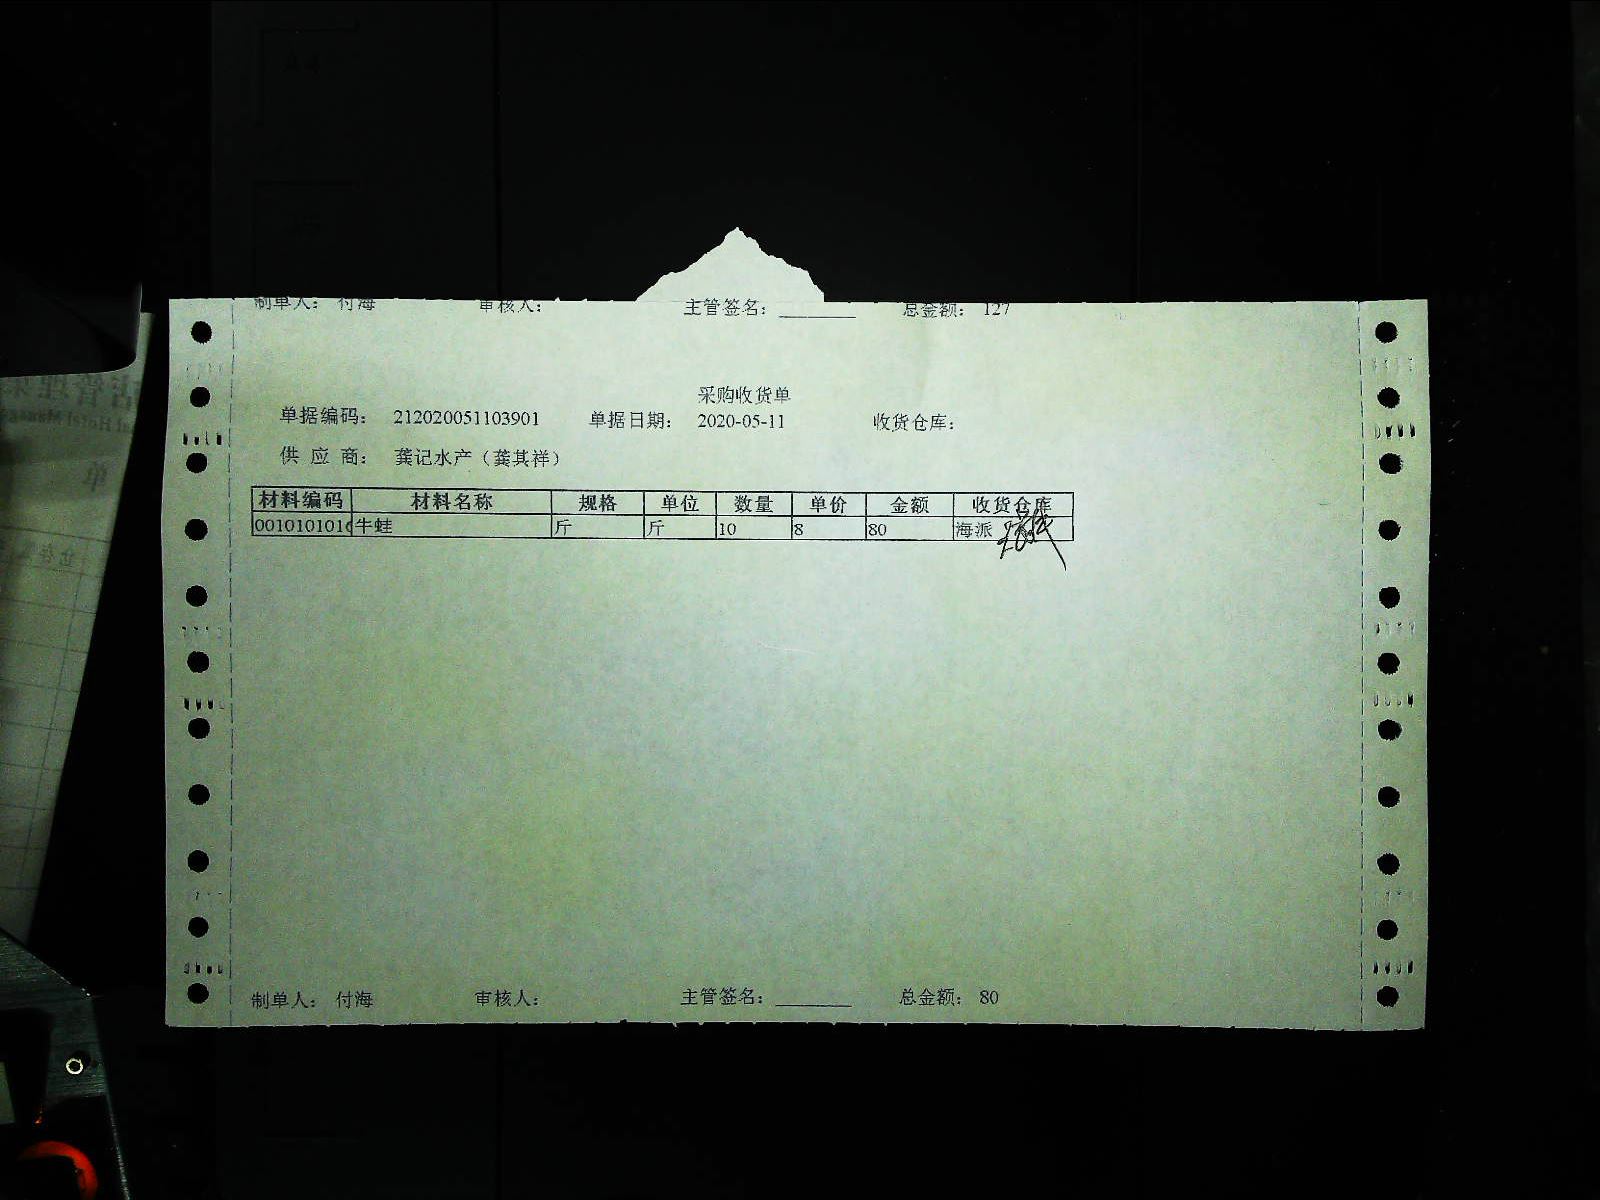 制单人： 付海 审核人： 主管签名：________ 总金额： 127
采购收货单
单据编码： 212020051103901 单据日期： 2020-05-11 收货仓库：
供 应 商： 龚记水产（龚其祥）
材料编码 材料名称 规格 单位 数量 单价 金额 收货仓库
001010101 牛蛙 斤 斤 10 8 80 海派
制单人： 付海 审核人： 主管签名：________ 总金额： 80